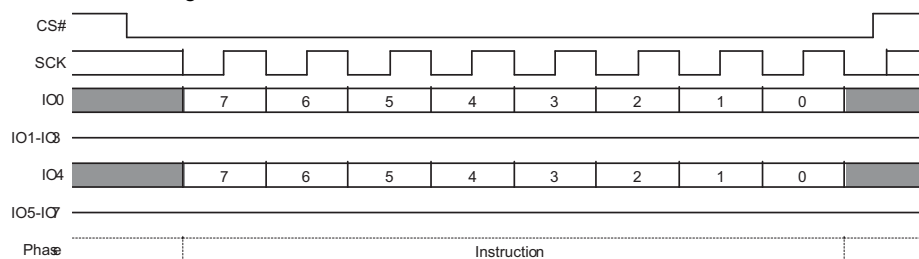 CS#
SCK
IO0 7 6 5 4 3 2 1 0
IO1-IO3
IO4 7 6 5 4 3 2 1 0
IO5-IO7
Phase Instruction